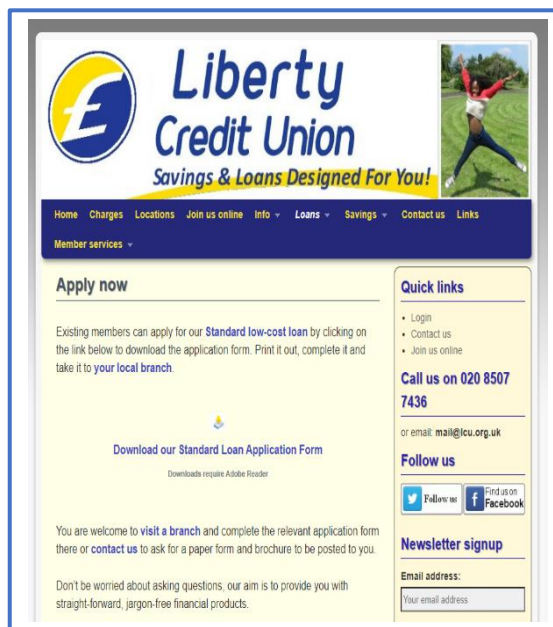 £
Liberty
Credit Union
Savings & Loans Designed For You!
Home Charges Locations Join us online Info Loans Savings Contact us Links
Member services
Apply now
Existing members can apply for our Standard low-cost loan by clicking on
the link below to download the application form. Print it out, complete it and
take it to your local branch.
Download our Standard Loan Application Form
Downloads require Adobe Reader
You are welcome to visit a branch and complete the relevant application form
there or contact us to ask for a paper form and brochure to be posted to you.
Don't be worried about asking questions, our aim is to provide you with
straight-forward, jargon-free financial products.
Quick links
Login
Contact us
Join us online
Call us on 020 8507
7436
or email: mail@lcu.org.uk
Follow us
Follow us
f Find us on
Facebook
Newsletter signup
Email address:
Your email address